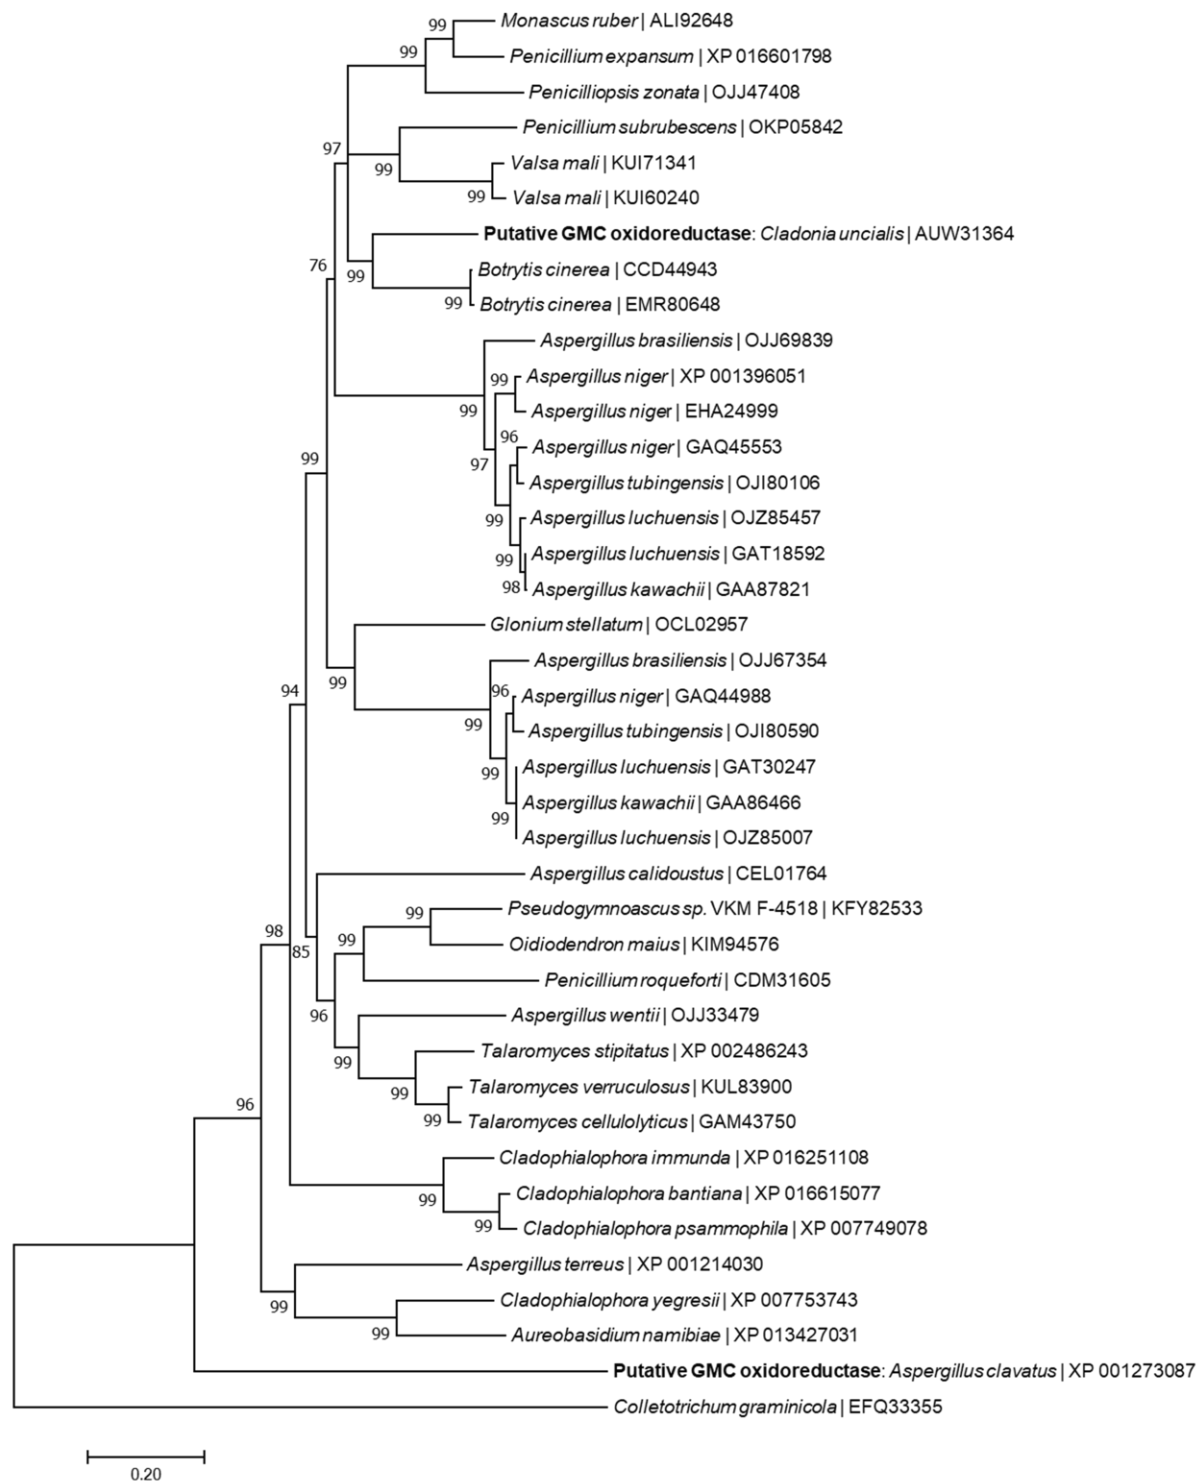 99
Monascus ruber | ALI92648
99
Penicillium expansum | XP 016601798
Penicilliopsis zonata | OJJ47408
Penicillium subrubescens | OKP05842
97
99
Valsa mali | KUI71341
99
Valsa mali | KUI60240
Putative GMC oxidoreductase: Cladonia uncialis | AUW31364
76
99
Botrytis cinerea | CCD44943
99
Botrytis cinerea | EMR80648
Aspergillus brasiliensis | OJJ69839
99
Aspergillus niger | XP 001396051
99
Aspergillus niger | EHA24999
96
Aspergillus niger | GAQ45553
99
97
Aspergillus tubingensis | OJI80106
99
Aspergillus luchuensis | OJZ85457
99
Aspergillus luchuensis | GAT18592
98
Aspergillus kawachii | GAA87821
Glonium stellatum | OCL02957
Aspergillus brasiliensis | OJJ67354
94
99
96
Aspergillus niger | GAQ44988
99
Aspergillus tubingensis | OJI80590
99
Aspergillus luchuensis | GAT30247
Aspergillus kawachii | GAA86466
99
Aspergillus luchuensis | OJZ85007
Aspergillus calidoustus | CEL01764
99
Pseudogymnoascus sp. VKM F-4518 | KFY82533
98
85
99
Oidiodendron maius | KIM94576
Penicillium roqueforti | CDM31605
96
Aspergillus wentii | OJJ33479
99
Talaromyces stipitatus | XP 002486243
99
Talaromyces verruculosus | KUL83900
96
99
Talaromyces cellulolyticus | GAM43750
Cladophialophora immunda | XP 016251108
99
Cladophialophora bantiana | XP 016615077
99
Cladophialophora psammophila | XP 007749078
Aspergillus terreus | XP 001214030
99
Cladophialophora yegresii | XP 007753743
99
Aureobasidium namibiae | XP 013427031
Putative GMC oxidoreductase: Aspergillus clavatus | XP 001273087
Colletotrichum graminicola | EFQ33355
0.20